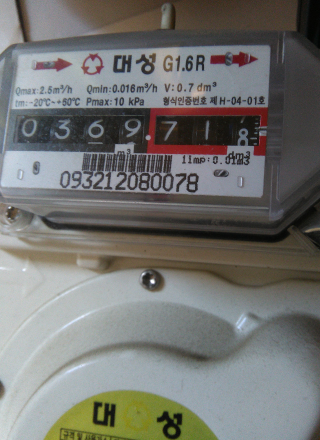 대성 G1.6R
Qmax: 2.5m³/h Qmin: 0.016m³/h V: 0.7 dm³
tm: -20°C~+60°C Pmax: 10 kPa 형식인증번호 제 H-04-01호
0369.718
m³ dm³
1imp:0.01m3
093212080078
대성